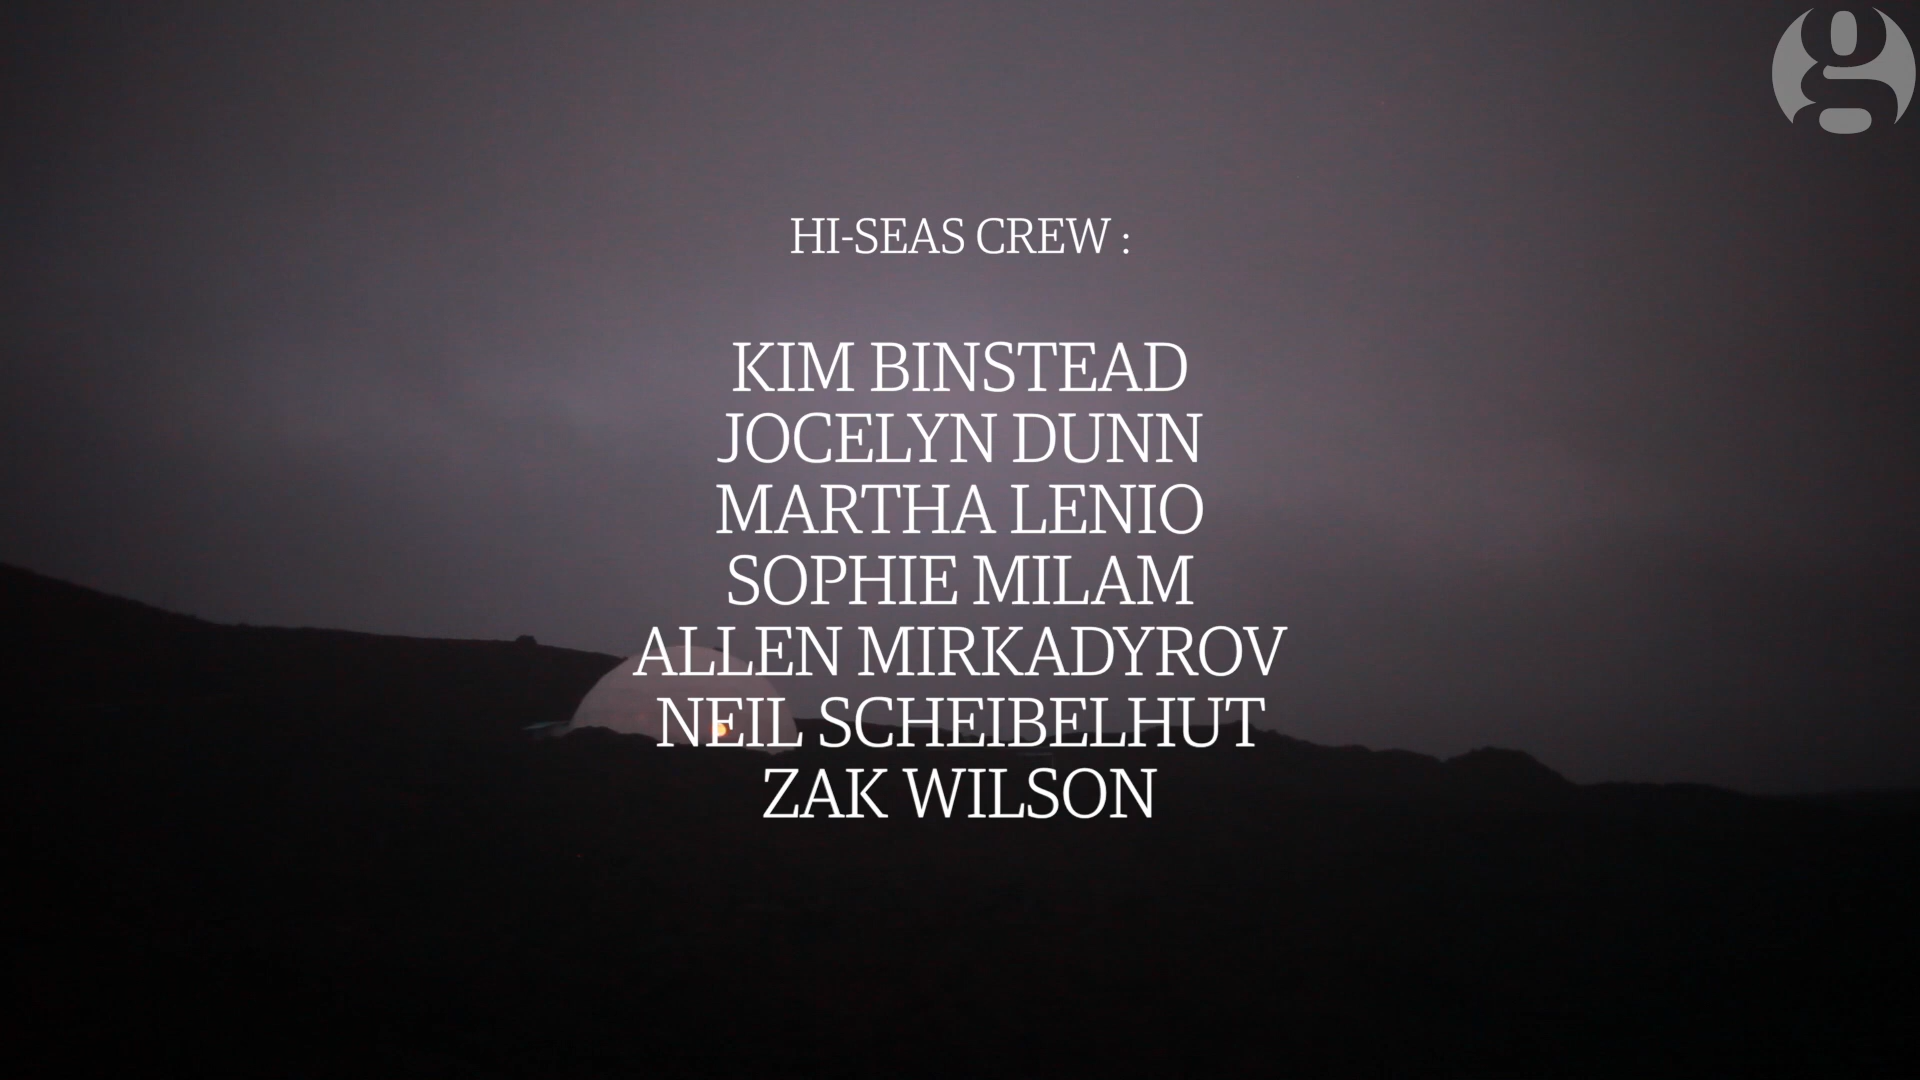 g
HI-SEAS CREW :
KIM BINSTEAD
JOCELYN DUNN
MARTHA LENIO
SOPHIE MILAM
ALLEN MIRKADYROV
NEIL SCHEIBELHUT
ZAK WILSON